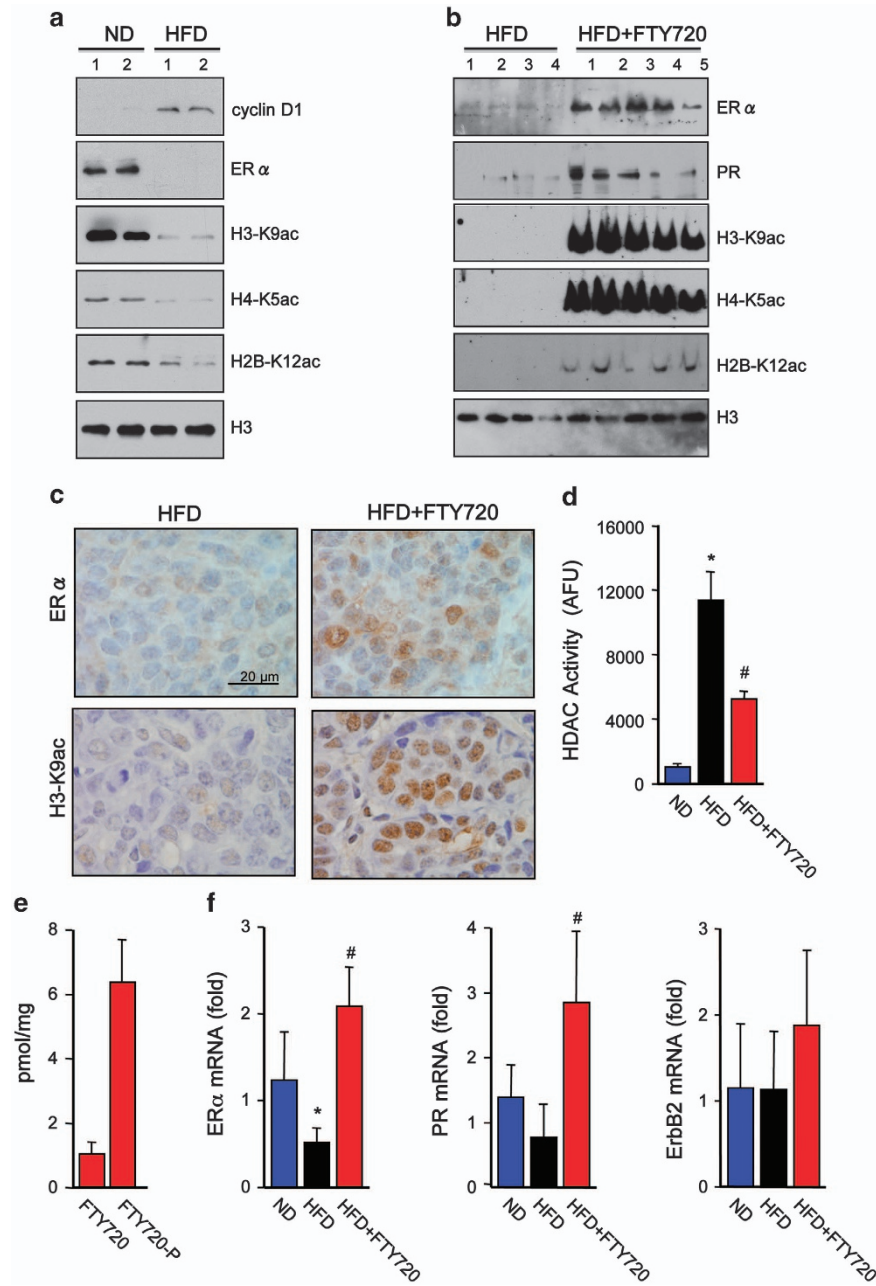 a
ND HFD
1 2 1 2
cyclin D1
ER α
H3-K9ac
H4-K5ac
H2B-K12ac
H3
b
HFD HFD+FTY720
1 2 3 4 1 2 3 4 5
ER α
PR
H3-K9ac
H4-K5ac
H2B-K12ac
H3
c
HFD HFD+FTY720
ER α
20 μm
H3-K9ac
d
HDAC Activity (AFU)
16000
12000
8000
4000
0
*
#
ND HFD HFD+FTY720
e
pmol/mg
8
6
4
2
0
FTY720 FTY720-P
f
ERα mRNA (fold)
3
2
1
0
*
#
ND HFD HFD+FTY720
PR mRNA (fold)
4
3
2
1
0
#
ND HFD HFD+FTY720
ErbB2 mRNA (fold)
3
2
1
0
ND HFD HFD+FTY720